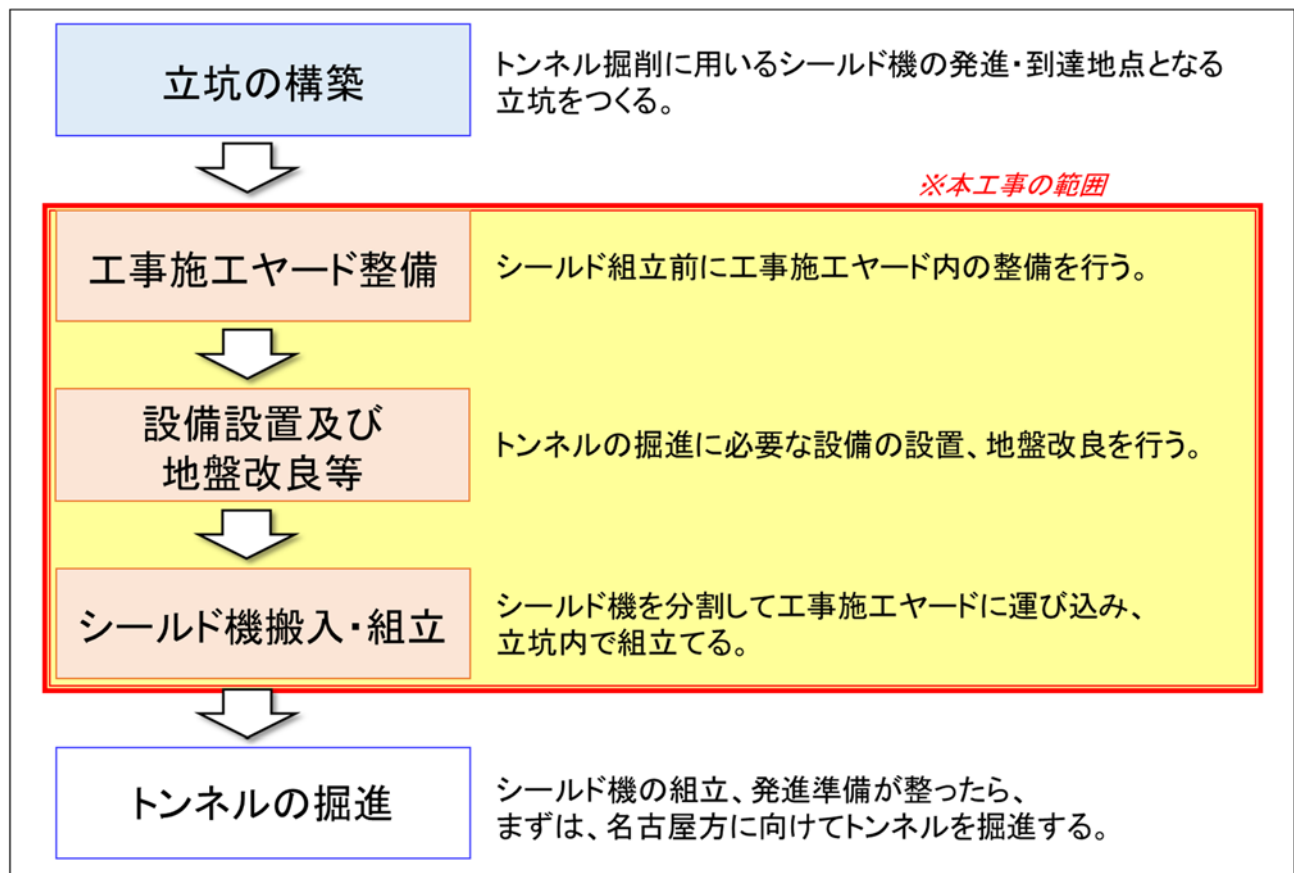 立坑の構築
トンネル掘削に用いるシールド機の発進・到達地点となる
立坑をつくる。
※本工事の範囲
工事施工ヤード整備
シールド組立前に工事施工ヤード内の整備を行う。
設備設置及び
地盤改良等
トンネルの掘進に必要な設備の設置、地盤改良を行う。
シールド機搬入・組立
シールド機を分割して工事施工ヤードに運び込み、
立坑内で組立てる。
トンネルの掘進
シールド機の組立、発進準備が整ったら、
まずは、名古屋方に向けてトンネルを掘進する。